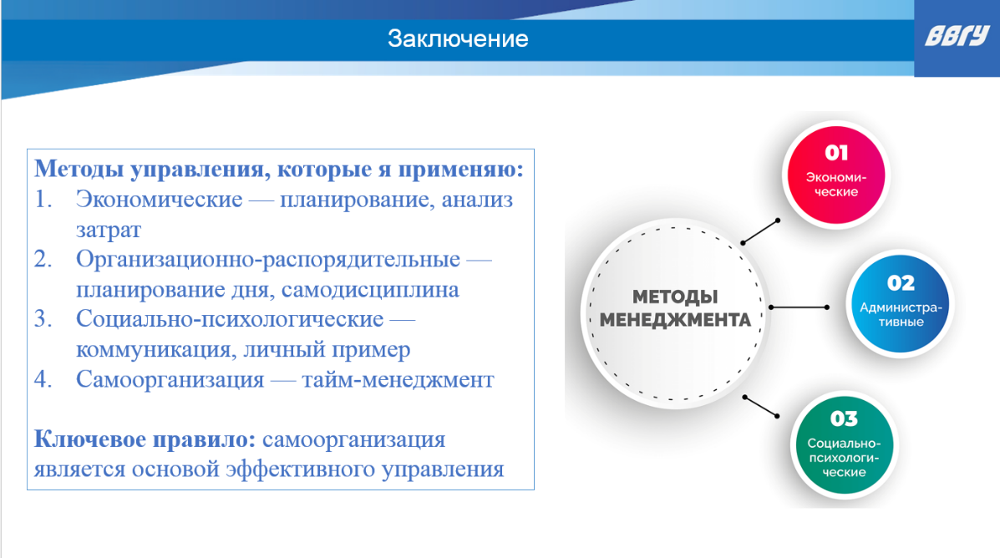 Заключение
ВВГУ
Методы управления, которые я применяю:
1. Экономические — планирование, анализ
затрат
2. Организационно-распорядительные —
планирование дня, самодисциплина
3. Социально-психологические —
коммуникация, личный пример
4. Самоорганизация — тайм-менеджмент
Ключевое правило: самоорганизация
является основой эффективного управления
МЕТОДЫ
МЕНЕДЖМЕНТА
01
Экономи-
ческие
02
Администра-
тивные
03
Социально-
психологи-
ческие